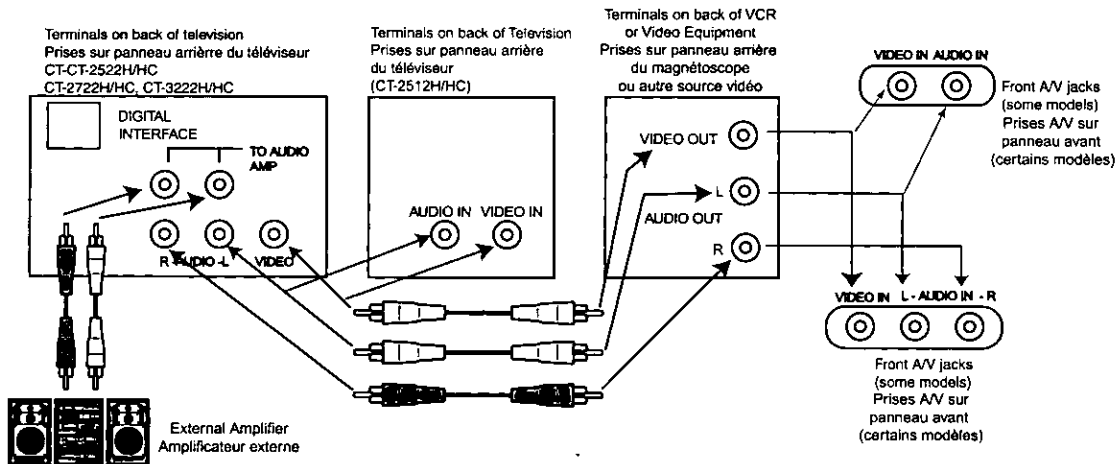 Terminals on back of television
Prises sur panneau arrièrre du téléviseur
CT-CT-2522H/HC
CT-2722H/HC, CT-3222H/HC
DIGITAL
INTERFACE
TO AUDIO
AMP
R - AUDIO -L
VIDEO
External Amplifier
Amplificateur externe
Terminals on back of Television
Prises sur panneau arrière
du téléviseur
(CT-2512H/HC)
AUDIO IN
VIDEO IN
Terminals on back of VCR
or Video Equipment
Prises sur panneau arrière
du magnétoscope
ou autre source vidéo
VIDEO OUT
L
AUDIO OUT
R
VIDEO IN AUDIO IN
Front A/V jacks
(some models)
Prises A/V sur
panneau avant
(certains modèles)
VIDEO IN L - AUDIO IN - R
Front A/V jacks
(some models)
Prises A/V sur
panneau avant
(certains modèles)